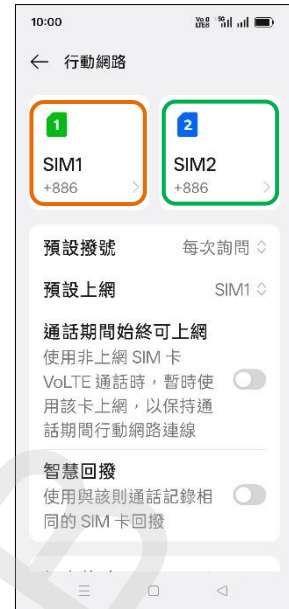 10:00
行動網路
1
2
SIM1
SIM2
+886
+886
預設撥號
每次詢問
預設上網
SIM1
通話期間始終可上網
使用非上網 SIM 卡
VoLTE 通話時，暫時使
用該卡上網，以保持通
話期間行動網路連線
智慧回撥
使用與該則通話記錄相
同的 SIM 卡回撥